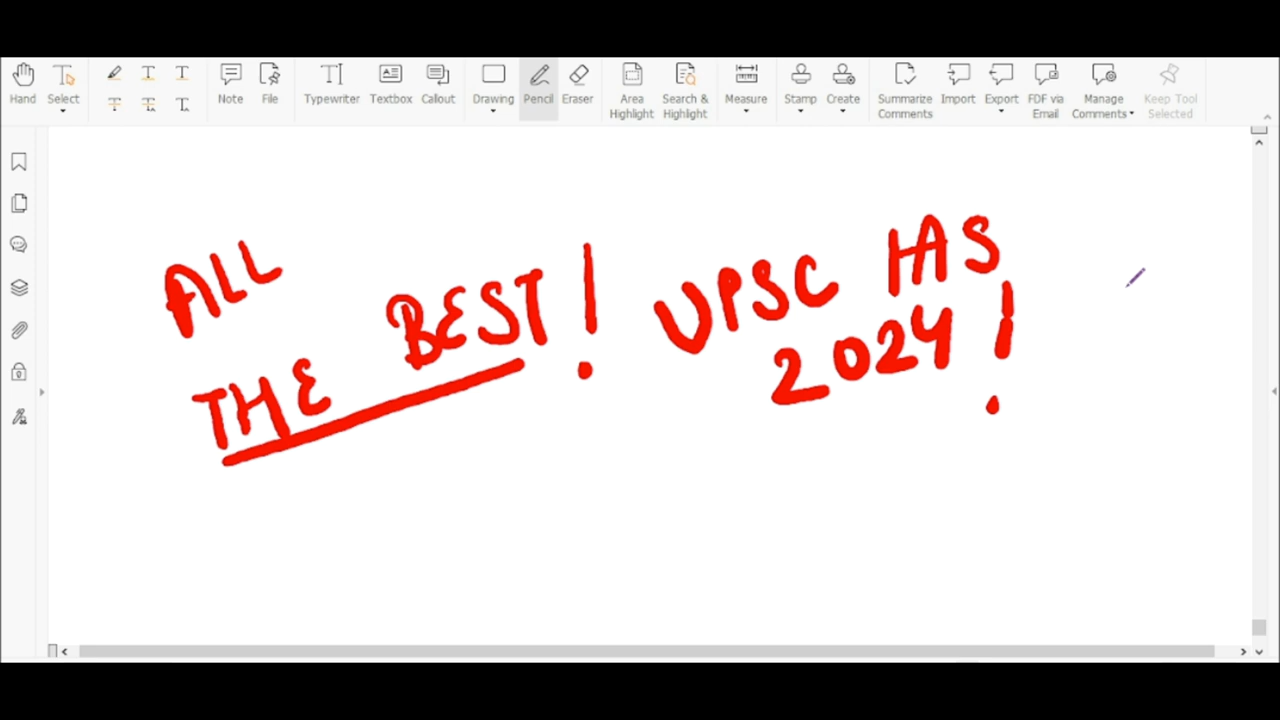 Hand Select Note File Typewriter Textbox Callout Drawing Pencil Eraser Area Highlight Search & Highlight Measure Stamp Create Summarize Comments Import Export FDF via Email Manage Comments Keep Tool Selected
ALL
THE BEST!
UPSC IAS
2024!